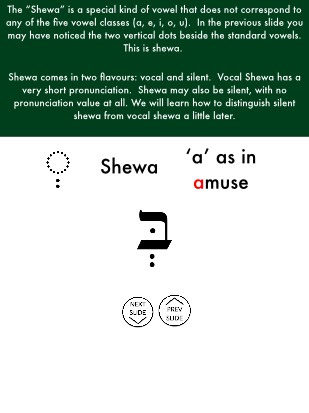 The “Shewa” is a special kind of vowel that does not correspond to
any of the five vowel classes (a, e, i, o, u). In the previous slide you
may have noticed the two vertical dots beside the standard vowels.
This is shewa.
Shewa comes in two flavours: vocal and silent. Vocal Shewa has a
very short pronunciation. Shewa may also be silent, with no
pronunciation value at. We will learn how to distinguish silent
shewa from vocal shewa a little later.
◌ְ Shewa ‘a’ as in
amuse
בְּ
NEXT
SLIDE
PREV
SLIDE